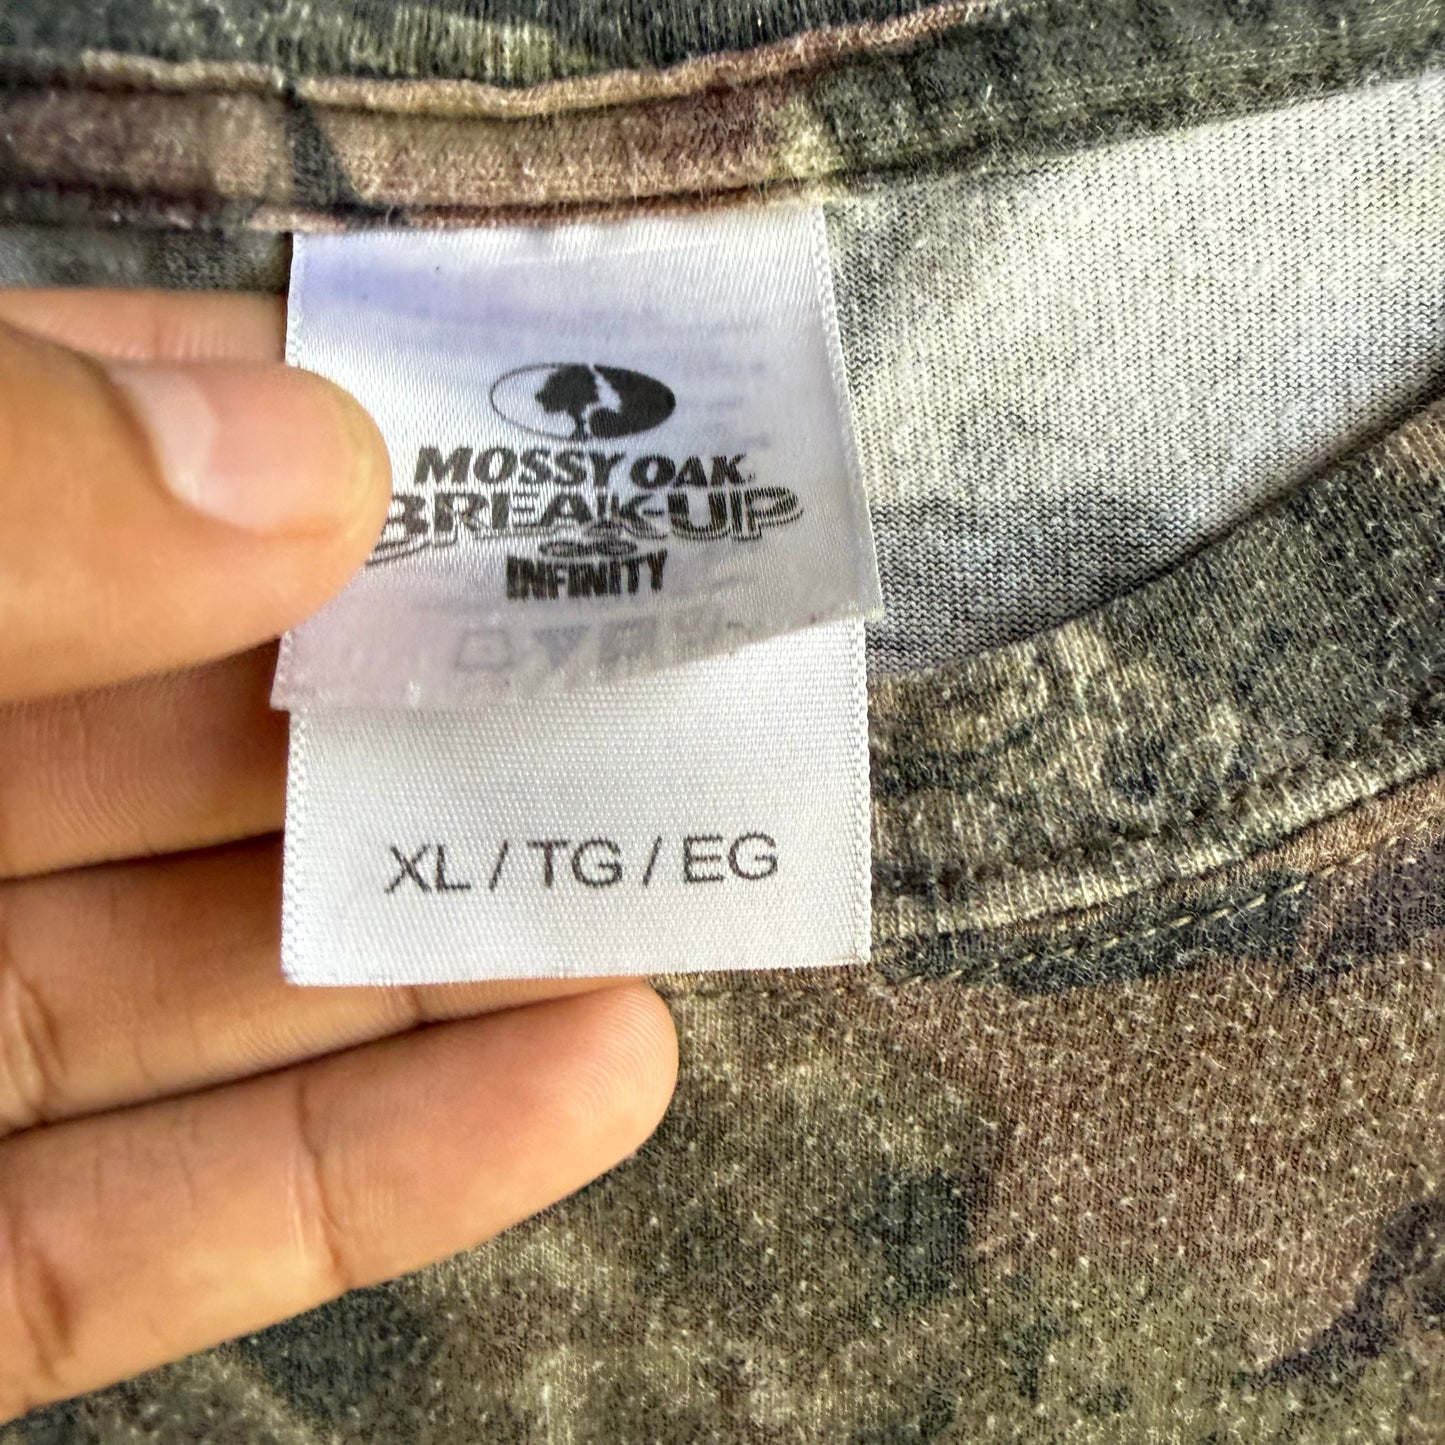 MOSSY OAK
BREAK-UP
INFINITY
XL / TG / EG